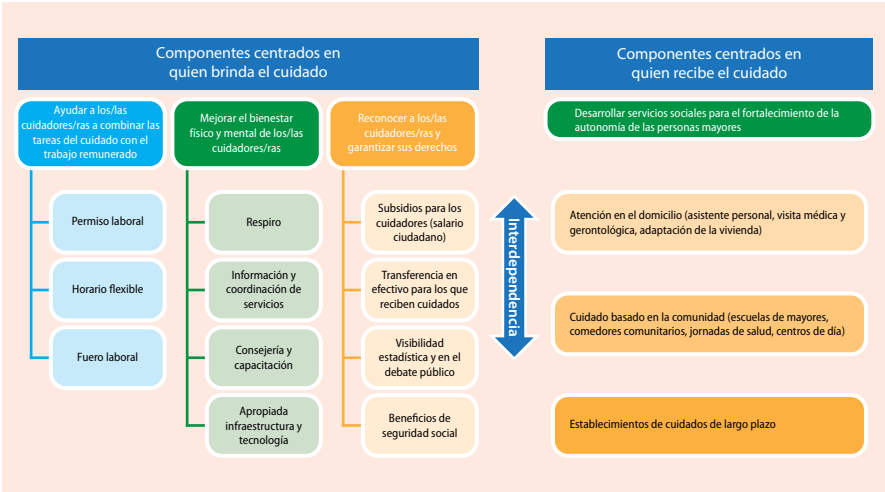 Componentes centrados en
quien brinda el cuidado
Ayudar a los/las
cuidadores/ras a combinar las
tareas del cuidado con el
trabajo remunerado
Permiso laboral
Horario flexible
Fuero laboral
Mejorar el bienestar
físico y mental de los/las
cuidadores/ras
Respiro
Información y
coordinación de
servicios
Consejería y
capacitación
Apropiada
infraestructura y
tecnología
Reconocer a los/las
cuidadores/ras y
garantizar sus derechos
Subsidios para los
cuidadores (salario
ciudadano)
Transferencia en
efectivo para los que
reciben cuidados
Visibilidad
estadística y en el
debate público
Beneficios de
seguridad social
Interdependencia
Componentes centrados en
quien recibe el cuidado
Desarrollar servicios sociales para el fortalecimiento de la
autonomía de las personas mayores
Atención en el domicilio (asistente personal, visita médica y
gerontológica, adaptación de la vivienda)
Cuidado basado en la comunidad (escuelas de mayores,
comedores comunitarios, jornadas de salud, centros de día)
Establecimientos de cuidados de largo plazo